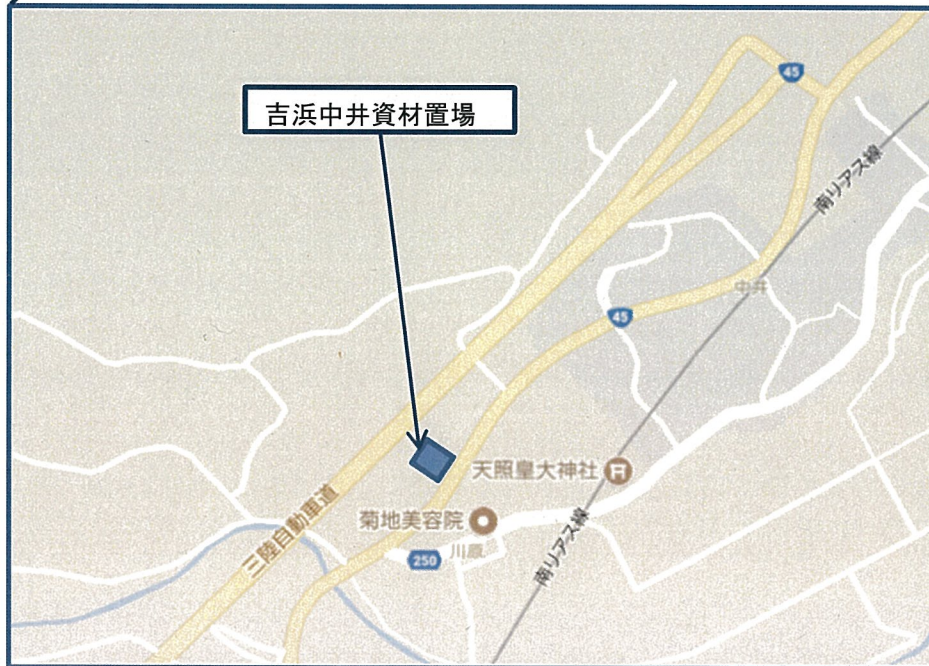 45
吉浜中井資材置場
南リアス線
中井
45
天照皇大神社
三陸自動車道
菊地美容院
川原
250
南リアス線